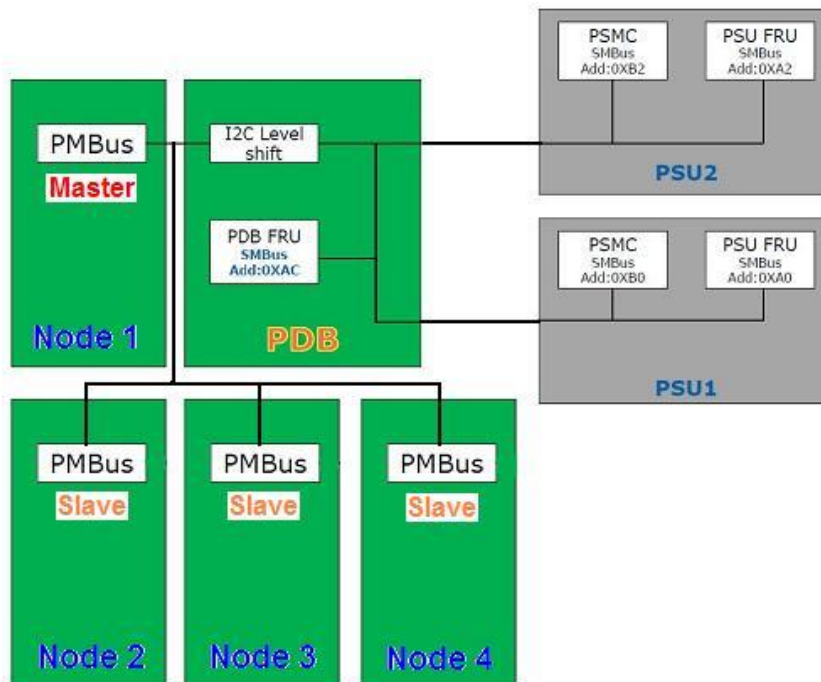 PSMC
SMBus
Add:0XB2
PSU FRU
SMBus
Add:0XA2
PSU2
PMBus
Master
Node 1
I2C Level
shift
PDB FRU
SMBus
Add:0XAC
PDB
PSMC
SMBus
Add:0XB0
PSU FRU
SMBus
Add:0XA0
PSU1
PMBus
Slave
Node 2
PMBus
Slave
Node 3
PMBus
Slave
Node 4